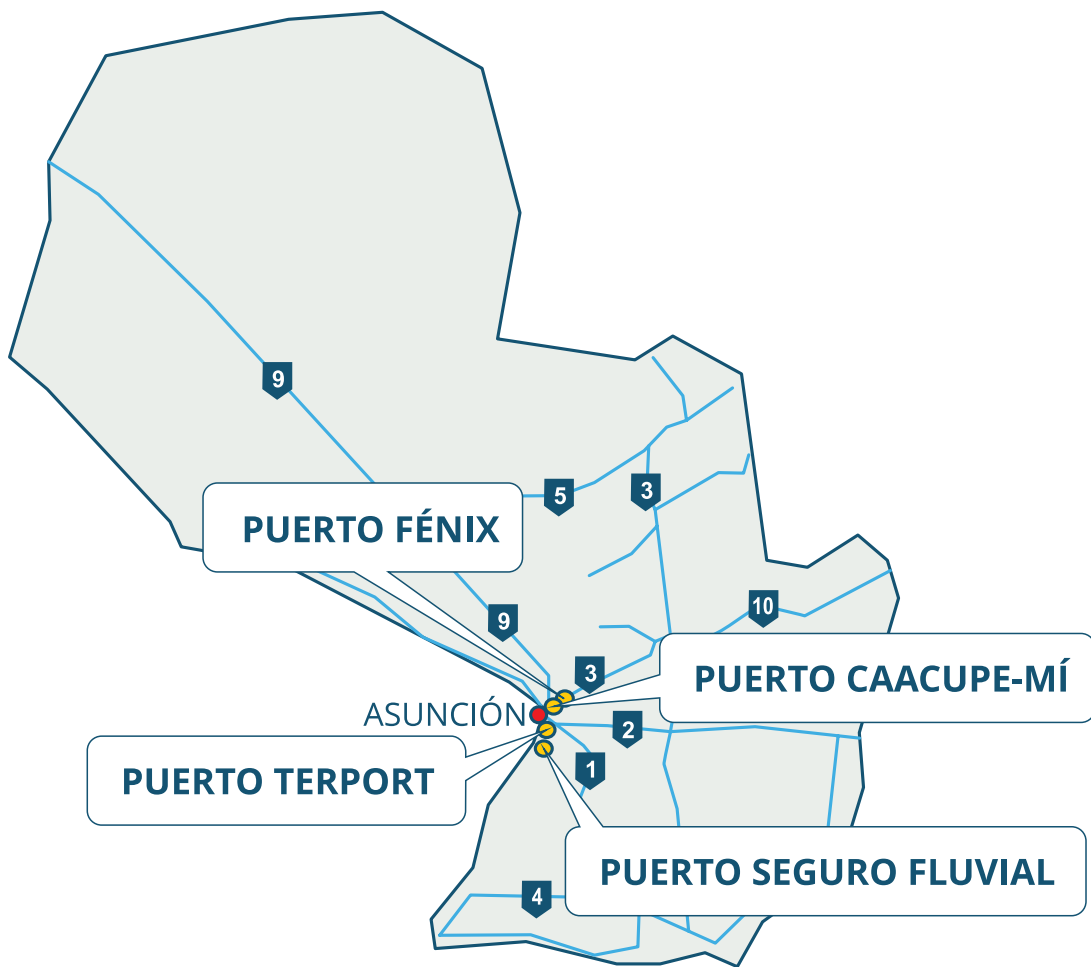 9
5
3
PUERTO FÉNIX
10
9
3
PUERTO CAACUPE-MÍ
ASUNCIÓN
2
1
PUERTO TERPORT
PUERTO SEGURO FLUVIAL
4